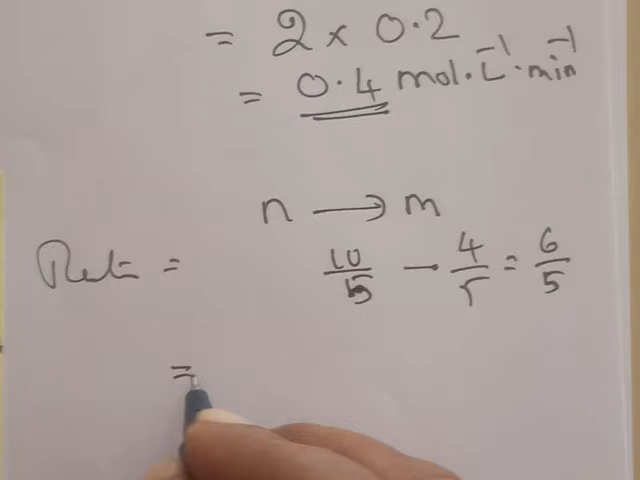 = 2 × 0.2
= 0.4 mol·L⁻¹·min⁻¹
n → m
Rate = 10/5 - 4/5 = 6/5
=